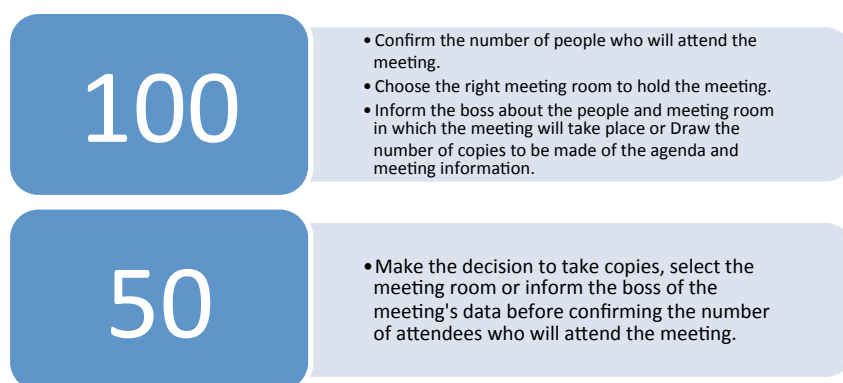 100
• Confirm the number of people who will attend the
meeting.
• Choose the right meeting room to hold the meeting.
• Inform the boss about the people and meeting room
in which the meeting will take place or Draw the
number of copies to be made of the agenda and
meeting information.
50
• Make the decision to take copies, select the
meeting room or inform the boss of the
meeting's data before confirming the number
of attendees who will attend the meeting.